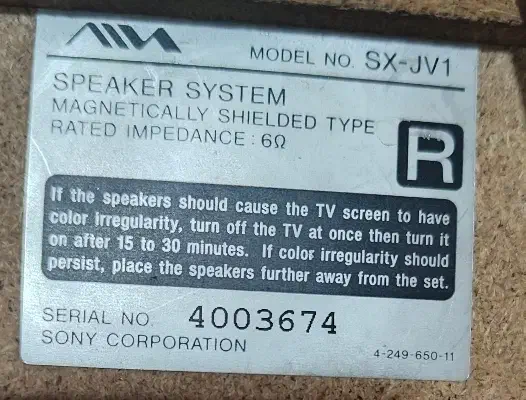 AIWA
MODEL NO. SX-JV1
SPEAKER SYSTEM
MAGNETICALLY SHIELDED TYPE
RATED IMPEDANCE: 6Ω
R
If the speakers should cause the TV screen to have
color irregularity, turn off the TV at once then turn it
on after 15 to 30 minutes. If color irregularity should
persist, place the speakers further away from the set.
SERIAL NO. 4003674
SONY CORPORATION
4-249-650-11